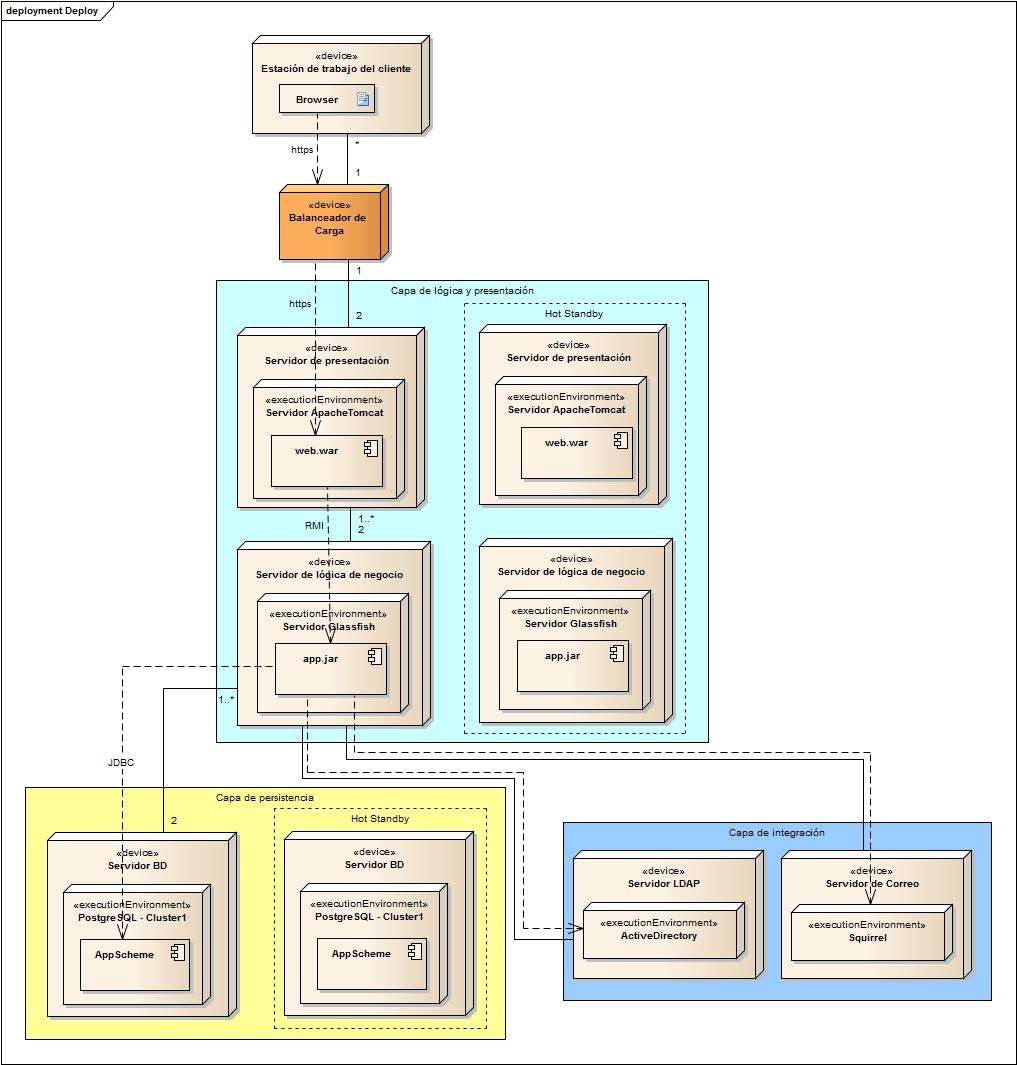 deployment Deploy
«device»
Estación de trabajo del cliente
Browser
https
*
1
«device»
Balanceador de
Carga
1
https
2
Capa de lógica y presentación
Hot Standby
«device»
Servidor de presentación
«executionEnvironment»
Servidor ApacheTomcat
web.war
«device»
Servidor de presentación
«executionEnvironment»
Servidor ApacheTomcat
web.war
RMI
1..*
2
«device»
Servidor de lógica de negocio
«executionEnvironment»
Servidor Glassfish
app.jar
«device»
Servidor de lógica de negocio
«executionEnvironment»
Servidor Glassfish
app.jar
1..*
JDBC
2
Capa de persistencia
Hot Standby
«device»
Servidor BD
«executionEnvironment»
PostgreSQL - Cluster1
AppScheme
«device»
Servidor BD
«executionEnvironment»
PostgreSQL - Cluster1
AppScheme
Capa de integración
«device»
Servidor LDAP
«executionEnvironment»
ActiveDirectory
«device»
Servidor de Correo
«executionEnvironment»
Squirrel